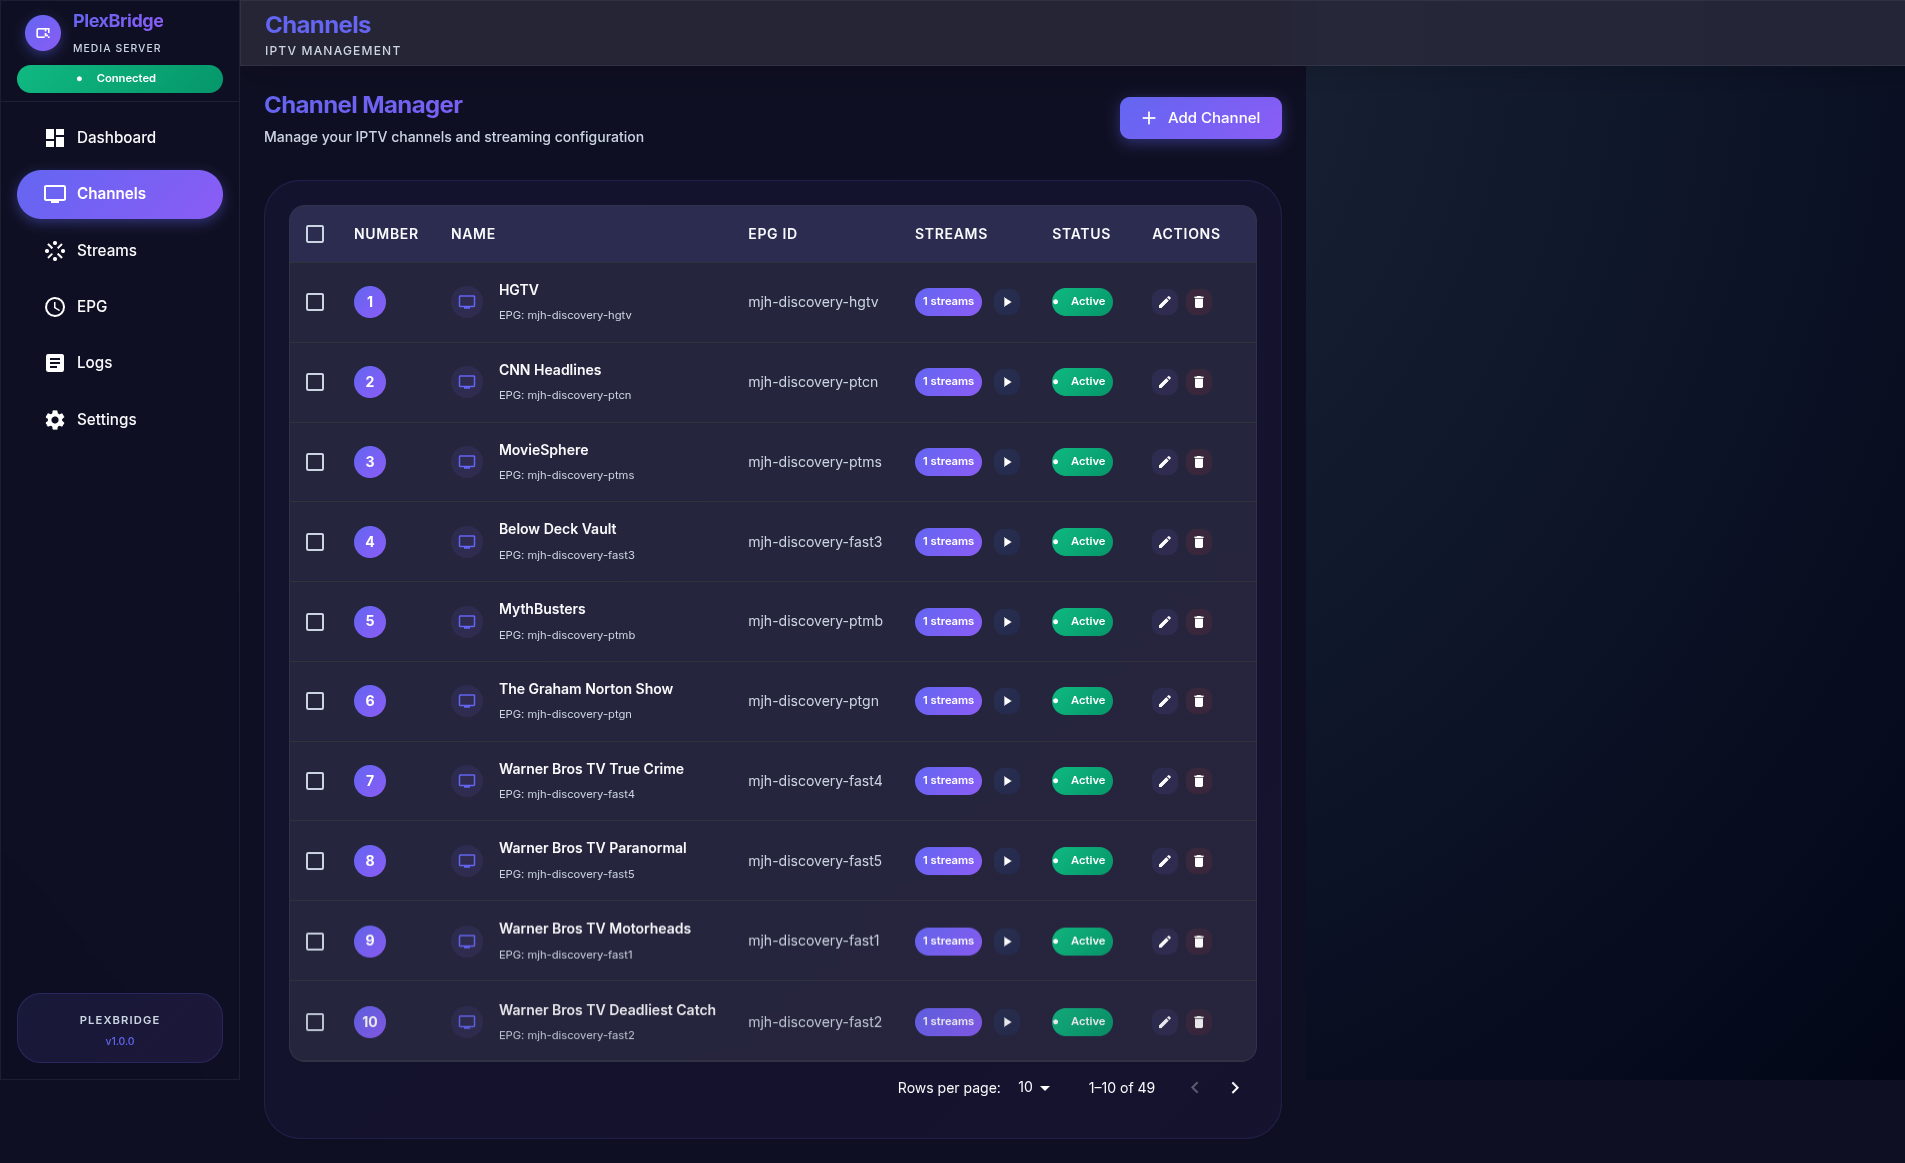 PlexBridge
MEDIA SERVER
Connected
Dashboard
Channels
Streams
EPG
Logs
Settings
PLEXBRIDGE
v1.0.0
Channels
IPTV MANAGEMENT
Channel Manager
Manage your IPTV channels and streaming configuration
Add Channel
NUMBER NAME EPG ID STREAMS STATUS ACTIONS
1 HGTV mjh-discovery-hgtv 1 streams Active
EPG: mjh-discovery-hgtv
2 CNN Headlines mjh-discovery-ptcn 1 streams Active
EPG: mjh-discovery-ptcn
3 MovieSphere mjh-discovery-ptms 1 streams Active
EPG: mjh-discovery-ptms
4 Below Deck Vault mjh-discovery-fast3 1 streams Active
EPG: mjh-discovery-fast3
5 MythBusters mjh-discovery-ptmb 1 streams Active
EPG: mjh-discovery-ptmb
6 The Graham Norton Show mjh-discovery-ptgn 1 streams Active
EPG: mjh-discovery-ptgn
7 Warner Bros TV True Crime mjh-discovery-fast4 1 streams Active
EPG: mjh-discovery-fast4
8 Warner Bros TV Paranormal mjh-discovery-fast5 1 streams Active
EPG: mjh-discovery-fast5
9 Warner Bros TV Motorheads mjh-discovery-fast1 1 streams Active
EPG: mjh-discovery-fast1
10 Warner Bros TV Deadliest Catch mjh-discovery-fast2 1 streams Active
EPG: mjh-discovery-fast2
Rows per page: 10 1–10 of 49